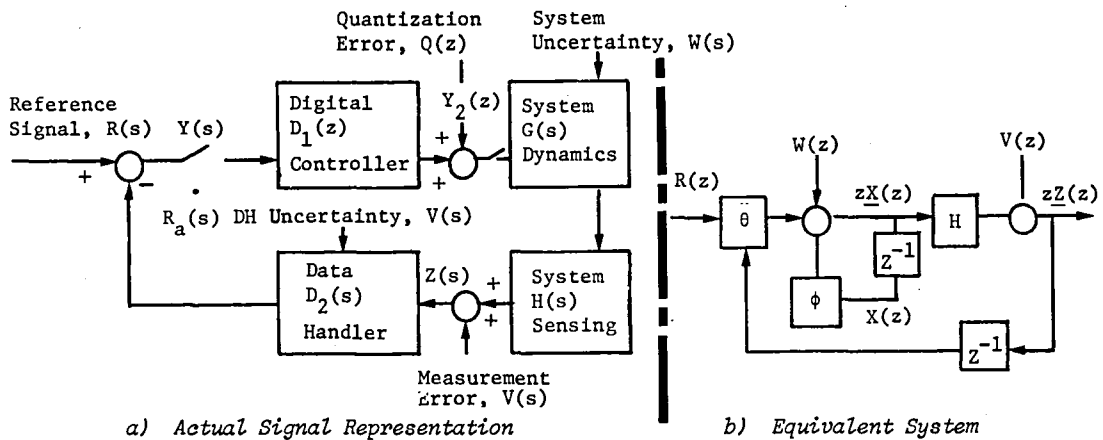 Quantization
Error, Q(z)
System
Uncertainty, W(s)
Reference
Signal, R(s)
Y(s)
Digital
D₁(z)
Controller
Y₂(z)
+
+
System
G(s)
Dynamics
+
−
Rₐ(s) DH Uncertainty, V(s)
Data
D₂(s)
Handler
Z(s)
+
+
System
H(s)
Sensing
Measurement
Error, V(s)
a) Actual Signal Representation
W(z)
V(z)
R(z)
θ
zX(z)
H
zZ(z)
Z⁻¹
φ
X(z)
Z⁻¹
b) Equivalent System